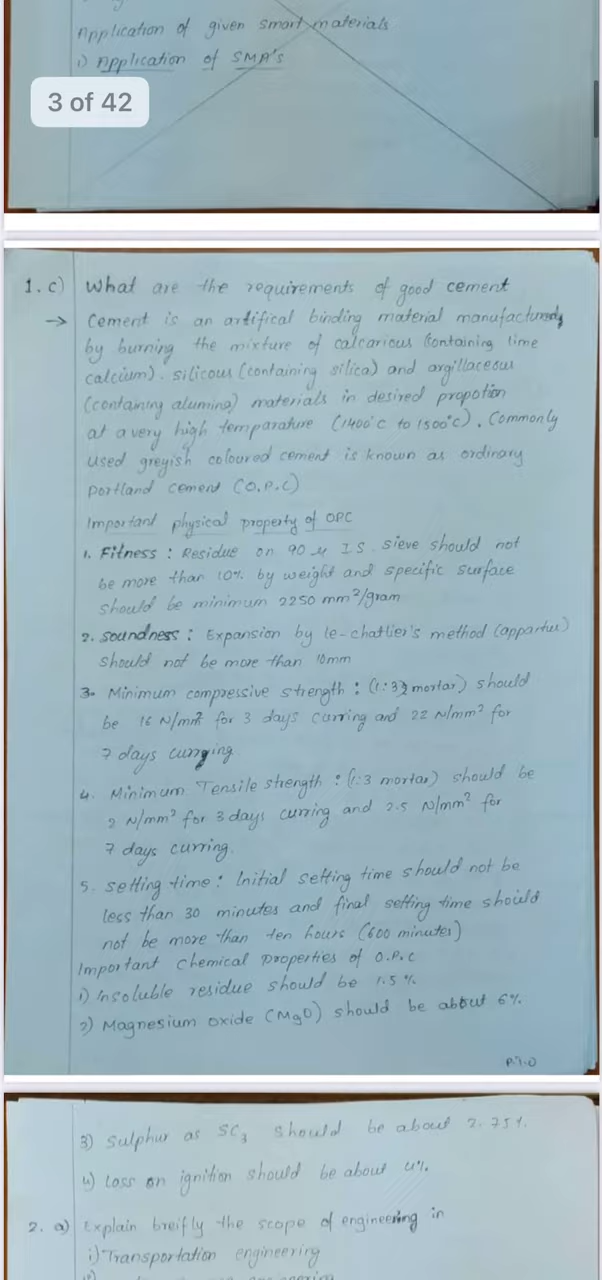 Application of given smart materials
i) Application of SMA's
3 of 42
1. c) What are the requirements of good cement
→ Cement is an artifical binding material manufactured
by burning the mixture of calcarious (containing lime
calcium). silicous (containing silica) and argillaceous
(containing alumina) materials in desired propotion
at a very high temparature (1400°c to 1500°c). Commonly
used greyish coloured cement is known as ordinary
portland cement (O.P.C)
Important physical property of OPC
1. Fitness : Residue on 90 µ I S. sieve should not
be more than 10% by weight and specific surface
should be minimum 2250 mm²/gram
2. soundness : Expansion by le-chatlier's method (appartus)
should not be more than 10mm
3. Minimum compressive strength : (1:3 mortar) should
be 16 N/mm² for 3 days curring and 22 N/mm² for
7 days curring
4. Minimum Tensile strength : (1:3 mortar) should be
2 N/mm² for 3 days curring and 2.5 N/mm² for
7 days curring.
5. setting time : Initial setting time should not be
less than 30 minutes and final setting time should
not be more than ten hours (600 minutes)
Important chemical properties of O.P.C
1) Insoluble residue should be 1.5 %
2) Magnesium oxide (MgO) should be about 6%.
P.T.O
3) Sulphur as SC3 should be about 2.75%.
4) Loss on ignition should be about 4%.
2. a) Explain breifly the scope of engineering in
i) Transportation engineering